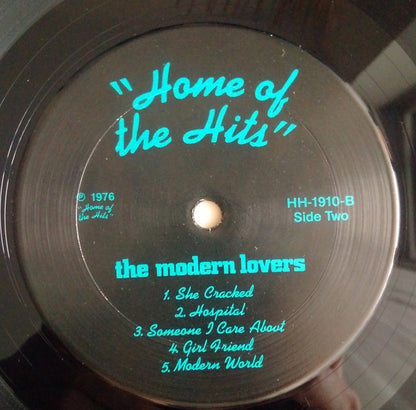 "Home of
the Hits"
℗ 1976
"Home of
the Hits"
HH-1910-B
Side Two
the modern lovers
1. She Cracked
2. Hospital
3. Someone I Care About
4. Girl Friend
5. Modern World